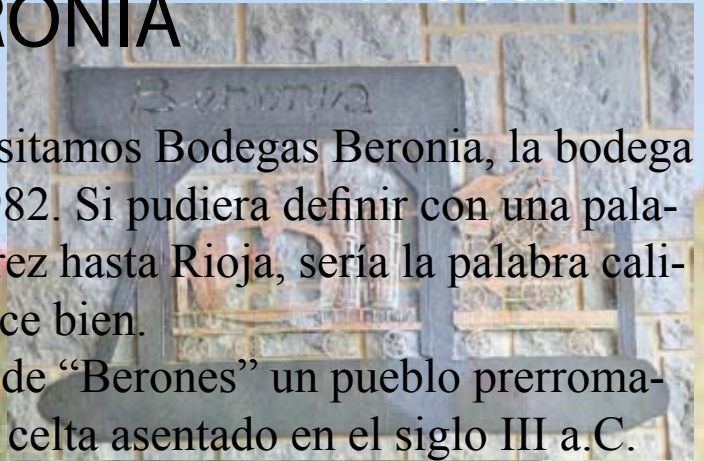 RONIA
Beronia
sitamos Bodegas Beronia, la bodega
82. Si pudiera definir con una pala-
rez hasta Rioja, sería la palabra cali-
ce bien.
de “Berones” un pueblo prerroma-
celta asentado en el siglo III a.C.